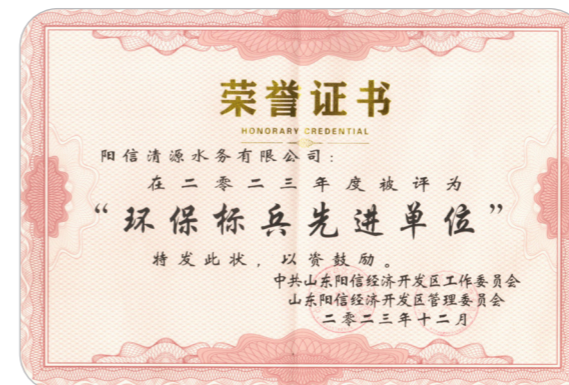 荣誉证书
HONORARY CREDENTIAL
阳信清源水务有限公司：
在二零二三年度被评为
“环保标兵先进单位”
特发此状，以资鼓励。
中共山东阳信经济开发区工作委员会
山东阳信经济开发区管理委员会
二零二三年十二月